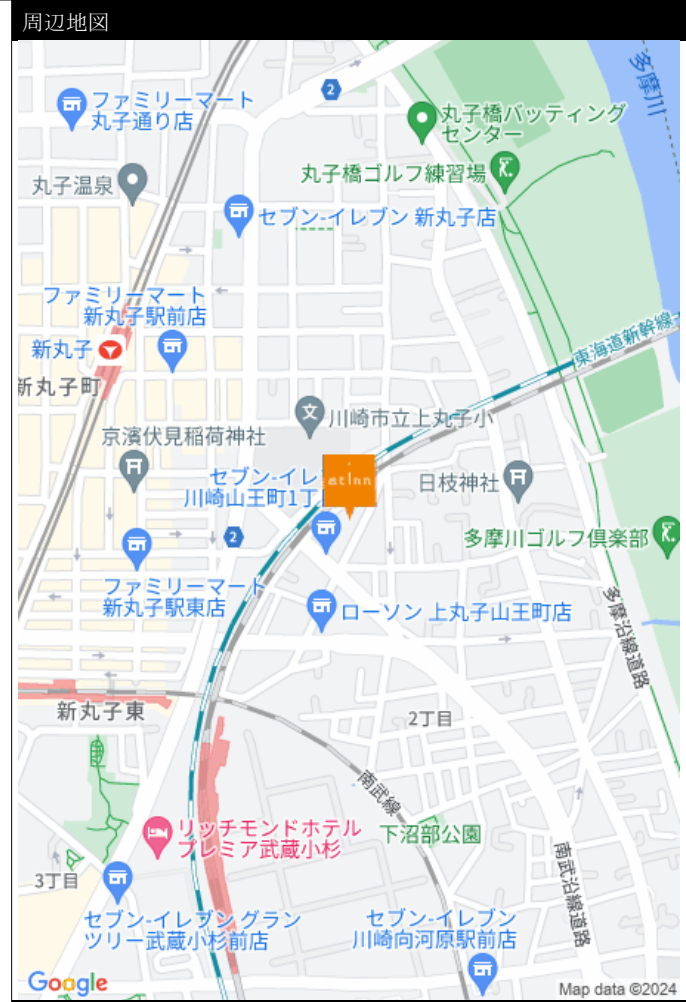 周辺地図
多摩川
2
ファミリーマート
丸子通り店
丸子橋バッティング
センター
丸子橋ゴルフ練習場
丸子温泉
セブン-イレブン 新丸子店
ファミリーマート
新丸子駅前店
東海道新幹線
新丸子
新丸子町
文
川崎市立上丸子小
京濱伏見稲荷神社
セブン-イレ
川崎山王町1丁
at inn
日枝神社
2
多摩川ゴルフ倶楽部
ファミリーマート
新丸子駅東店
ローソン 上丸子山王町店
多摩沿線道路
新丸子東
2丁目
南武線
リッチモンドホテル
プレミア武蔵小杉
下沼部公園
3丁目
南武沿線道路
セブン-イレブン グラン
ツリー武蔵小杉前店
セブン-イレブン
川崎向河原駅前店
Google
Map data ©2024